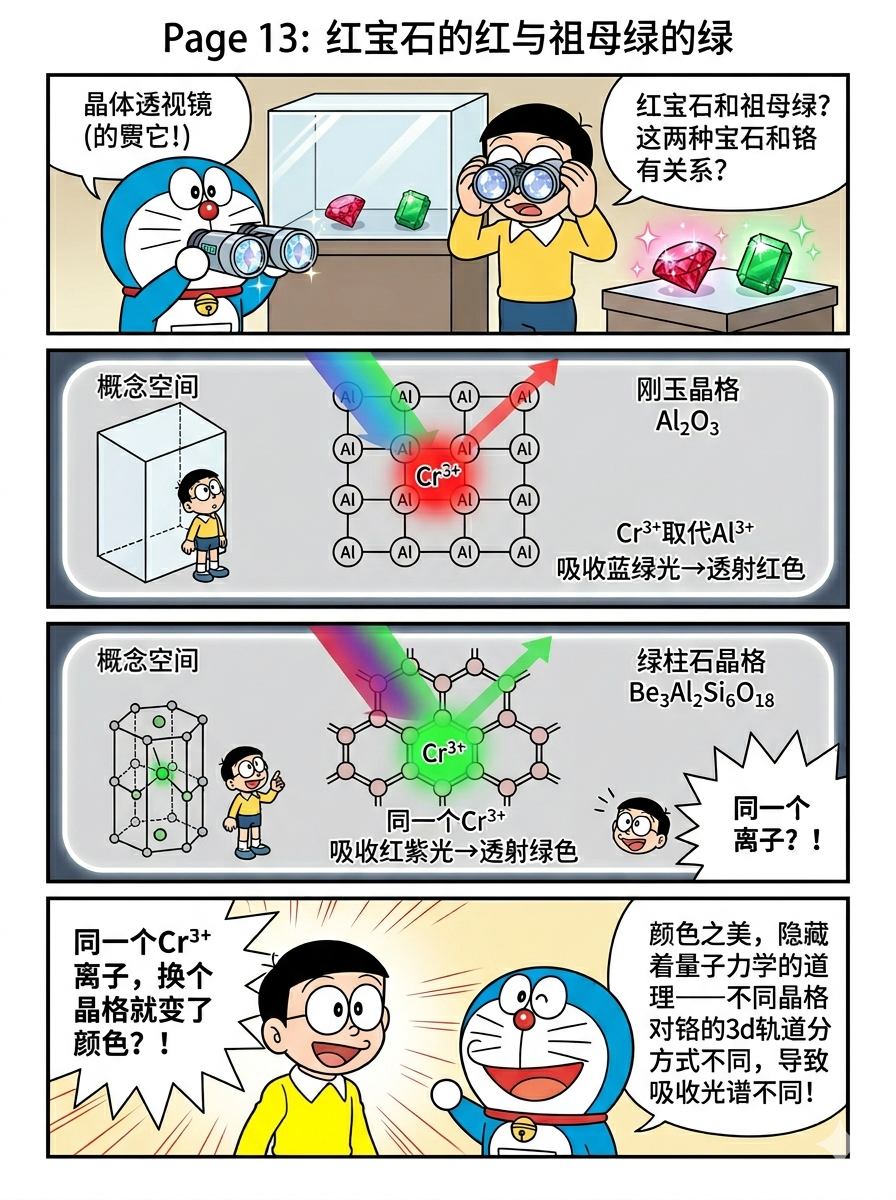 Page 13: 红宝石的红与祖母绿的绿
晶体透视镜
(的贾它!)
红宝石和祖母绿?
这两种宝石和铬
有关系?
概念空间
Al Al Al Al
Al Al Al Al
Cr³⁺
Al Al Al Al
Al Al Al Al
刚玉晶格
Al₂O₃
Cr³⁺取代Al³⁺
吸收蓝绿光→透射红色
概念空间
Cr³⁺
绿柱石晶格
Be₃Al₂Si₆O₁₈
同一个Cr³⁺
吸收红紫光→透射绿色
同一个
离子?!
同一个Cr³⁺
离子，换个
晶格就变了
颜色?!
颜色之美，隐藏
着量子力学的道
理——不同晶格
对铬的3d轨道分
方式不同，导致
吸收光谱不同!